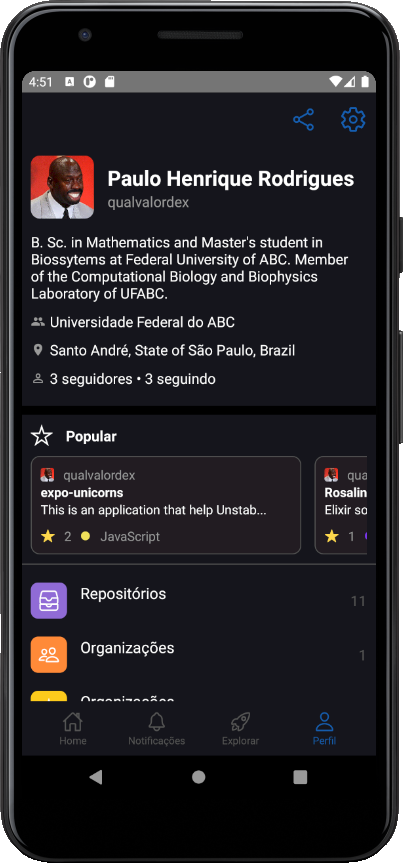 4:51
Paulo Henrique Rodrigues
qualvalordex
B. Sc. in Mathematics and Master's student in
Biossytems at Federal University of ABC. Member
of the Computational Biology and Biophysics
Laboratory of UFABC.
Universidade Federal do ABC
Santo André, State of São Paulo, Brazil
3 seguidores • 3 seguindo
Popular
qualvalordex
expo-unicorns
This is an application that help Unstab...
2 JavaScript
qua
Rosalin
Elixir so
1
Repositórios
11
Organizações
1
Organizações
Home
Notificações
Explorar
Perfil